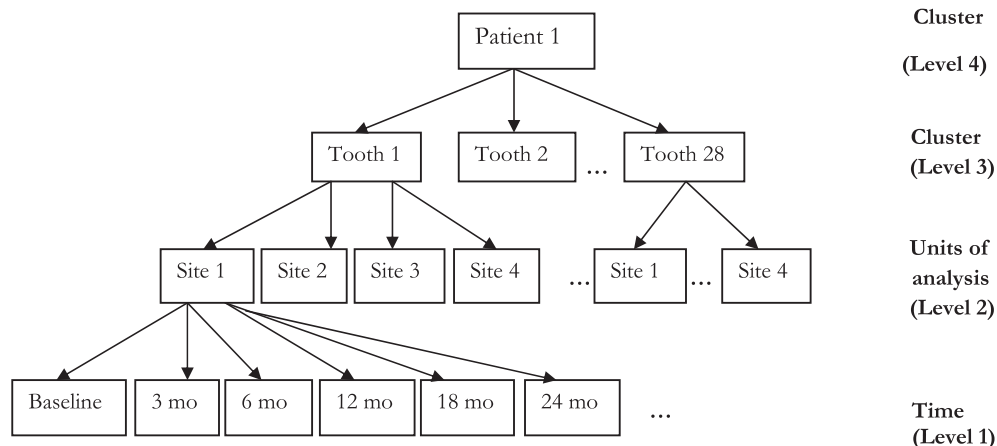 Patient 1
Cluster
(Level 4)
Tooth 1
Tooth 2
...
Tooth 28
Cluster
(Level 3)
Site 1
Site 2
Site 3
Site 4
...
Site 1
...
Site 4
Units of
analysis
(Level 2)
Baseline
3 mo
6 mo
12 mo
18 mo
24 mo
...
Time
(Level 1)